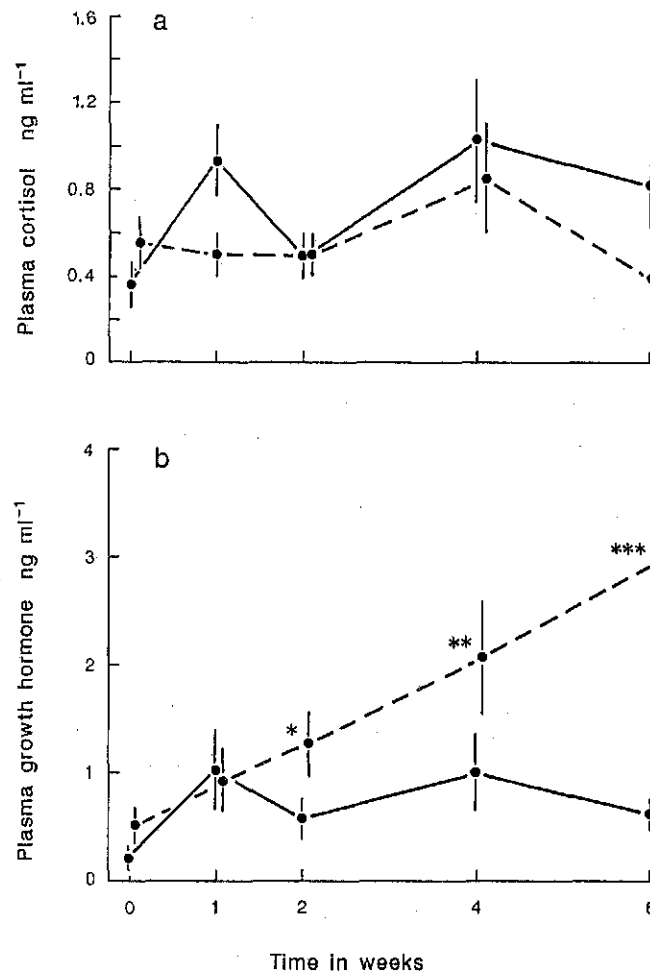 a
Plasma cortisol ng ml⁻¹
1.6
1.2
0.8
0.4
0
b
Plasma growth hormone ng ml⁻¹
4
3
2
1
0
*
**
***
0 1 2 4 6
Time in weeks